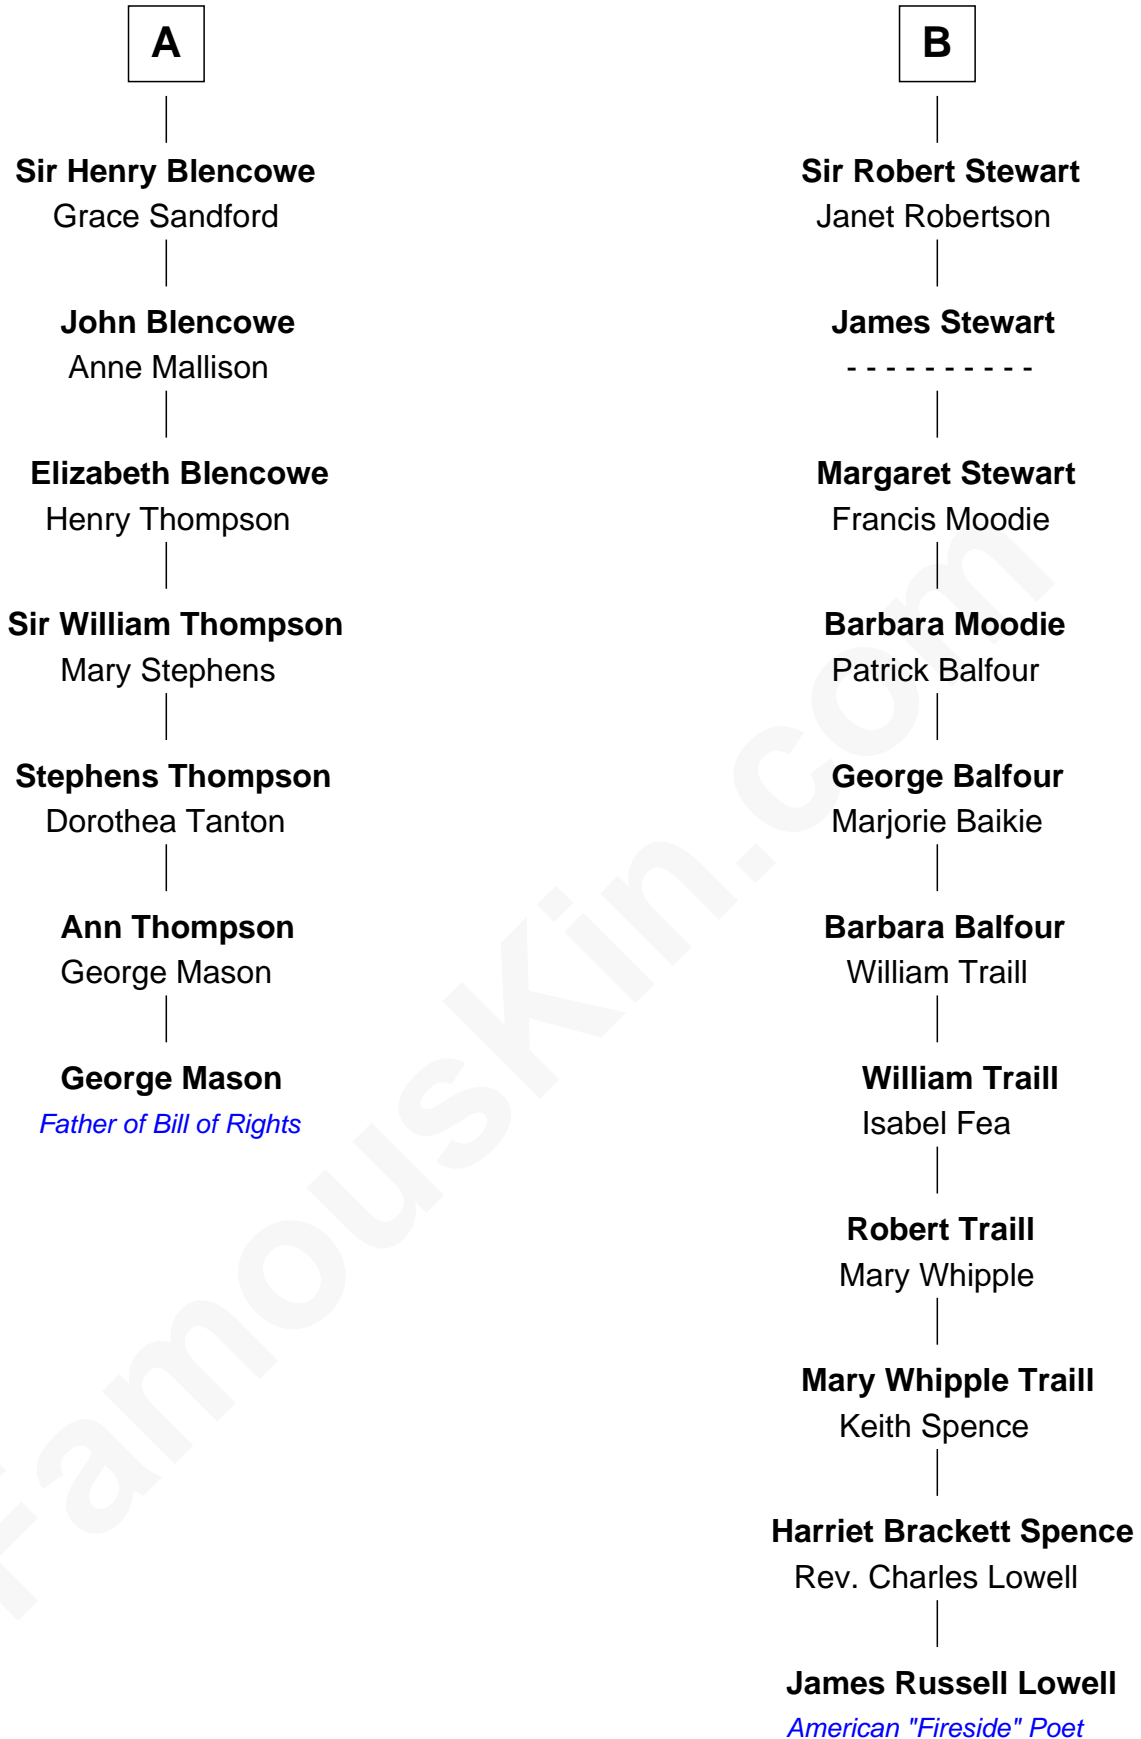 A
Sir Henry Blencowe
Grace Sandford
John Blencowe
Anne Mallison
Elizabeth Blencowe
Henry Thompson
Sir William Thompson
Mary Stephens
Stephens Thompson
Dorothea Tanton
Ann Thompson
George Mason
George Mason
Father of Bill of Rights
B
Sir Robert Stewart
Janet Robertson
James Stewart
- - - - - - - - - -
Margaret Stewart
Francis Moodie
Barbara Moodie
Patrick Balfour
George Balfour
Marjorie Baikie
Barbara Balfour
William Traill
William Traill
Isabel Fea
Robert Traill
Mary Whipple
Mary Whipple Traill
Keith Spence
Harriet Brackett Spence
Rev. Charles Lowell
James Russell Lowell
American "Fireside" Poet
FamousKin.com